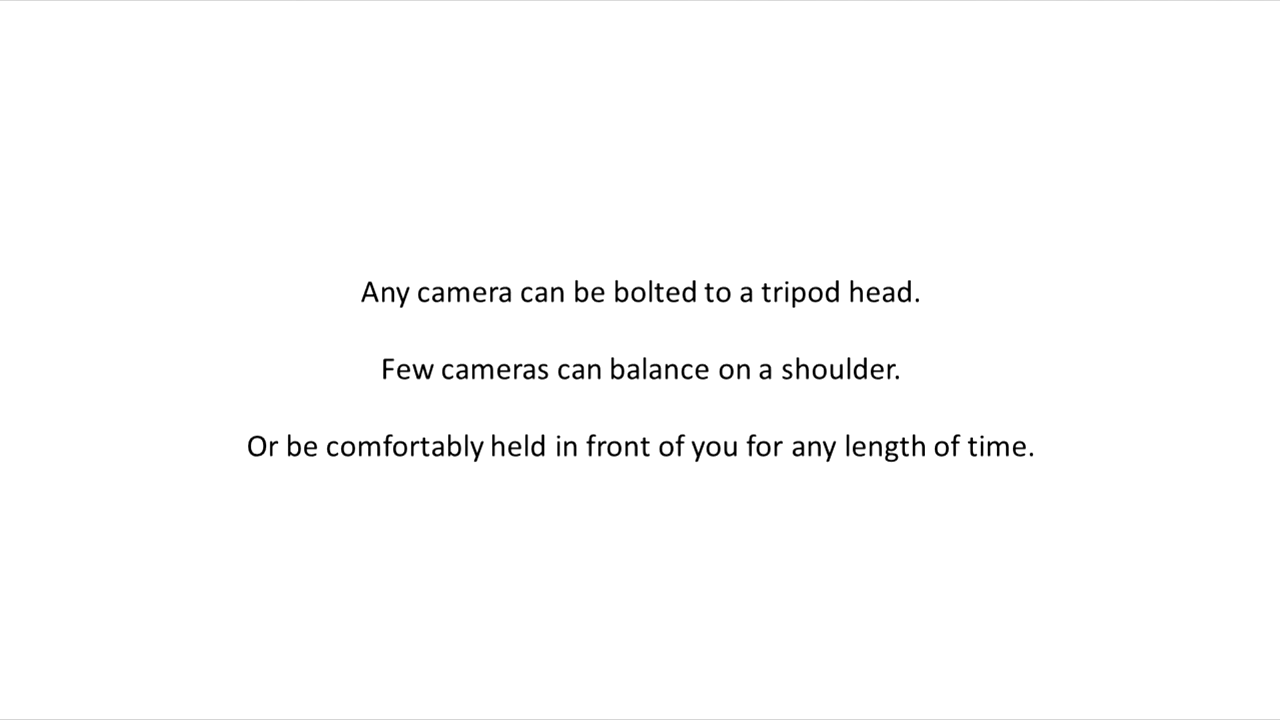 Any camera can be bolted to a tripod head.
Few cameras can balance on a shoulder.
Or be comfortably held in front of you for any length of time.